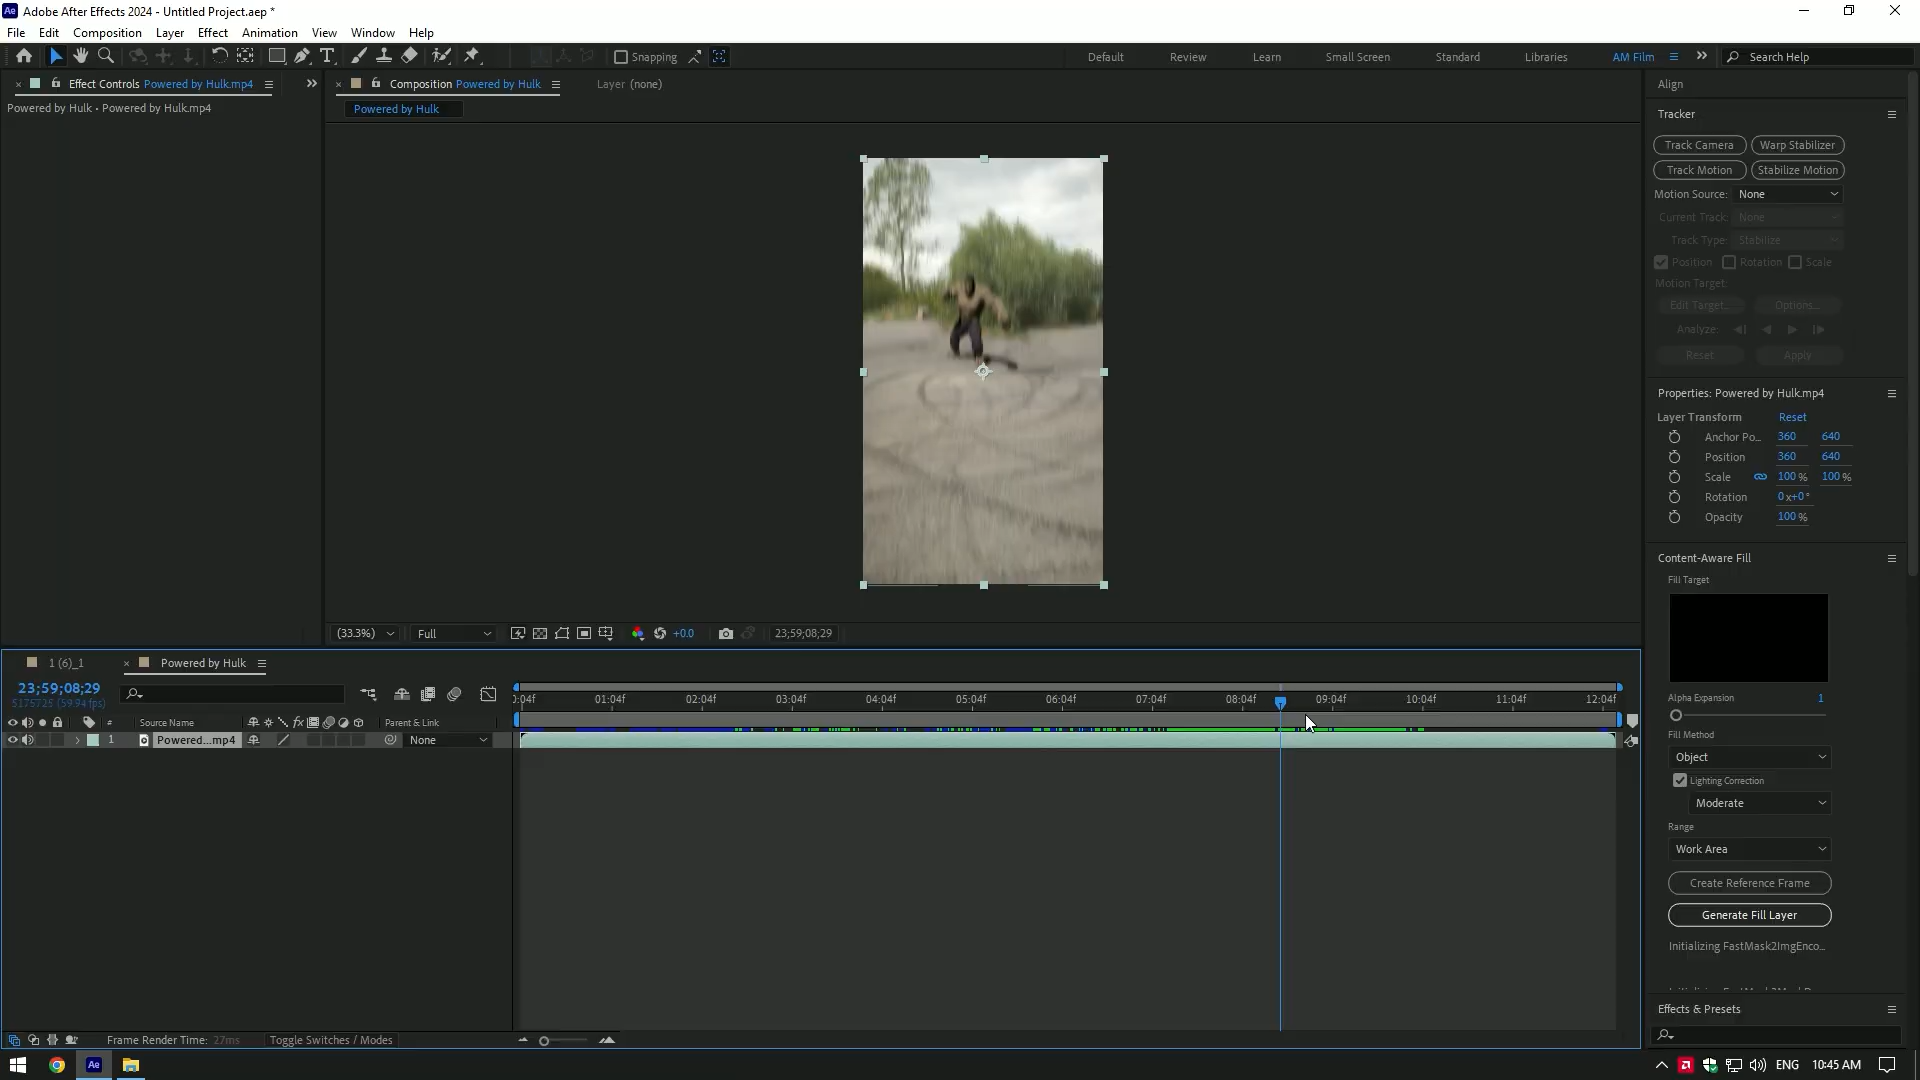 Adobe After Effects 2024 - Untitled Project.aep *
File Edit Composition Layer Effect Animation View Window Help
Snapping Default Review Learn Small Screen Standard Libraries AM Film Search Help
Effect Controls Powered by Hulk.mp4
Composition Powered by Hulk
Layer (none)
Powered by Hulk • Powered by Hulk.mp4
Powered by Hulk
Align
Tracker
Track Camera Warp Stabilizer
Track Motion Stabilize Motion
Motion Source: None
Current Track: None
Track Type: Stabilize
Position Rotation Scale
Motion Target:
Edit Target... Options...
Analyze:
Reset Apply
Properties: Powered by Hulk.mp4
Layer Transform Reset
Anchor Po... 360 640
Position 360 640
Scale 100 % 100 %
Rotation 0x+0°
Opacity 100 %
Content-Aware Fill
Fill Target
Alpha Expansion 1
Fill Method
Object
Lighting Correction
Moderate
Range
Work Area
Create Reference Frame
Generate Fill Layer
Initializing FastMask2ImgEnco...
Effects & Presets
(33.3%) Full +0.0 23;59;08;29
1 (6)_1
Powered by Hulk
23;59;08;29
5175725 (59.94 fps)
0:04f 01:04f 02:04f 03:04f 04:04f 05:04f 06:04f 07:04f 08:04f 09:04f 10:04f 11:04f 12:04f
# Source Name fx Parent & Link
1 Powered...mp4 None
Frame Render Time: 27ms Toggle Switches / Modes
Ae ENG 10:45 AM